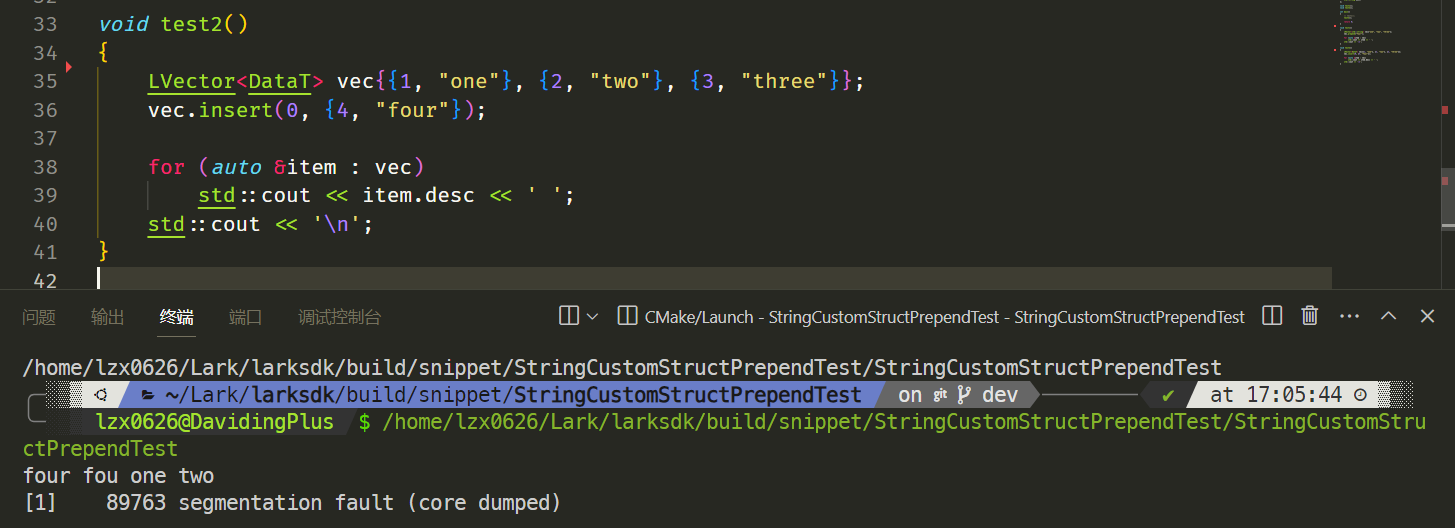 33 void test2()
34 {
35 LVector<DataT> vec{{1, "one"}, {2, "two"}, {3, "three"}};
36 vec.insert(0, {4, "four"});
37
38 for (auto &item : vec)
39 std::cout << item.desc << ' ';
40 std::cout << '\n';
41 }
42
问题 输出 终端 端口 调试控制台 CMake/Launch - StringCustomStructPrependTest - StringCustomStructPrependTest
/home/lzx0626/Lark/larksdk/build/snippet/StringCustomStructPrependTest/StringCustomStructPrependTest
~/Lark/larksdk/build/snippet/StringCustomStructPrependTest on git dev ✔ at 17:05:44
lzx0626@DavidingPlus $ /home/lzx0626/Lark/larksdk/build/snippet/StringCustomStructPrependTest/StringCustomStru
ctPrependTest
four fou one two
[1] 89763 segmentation fault (core dumped)